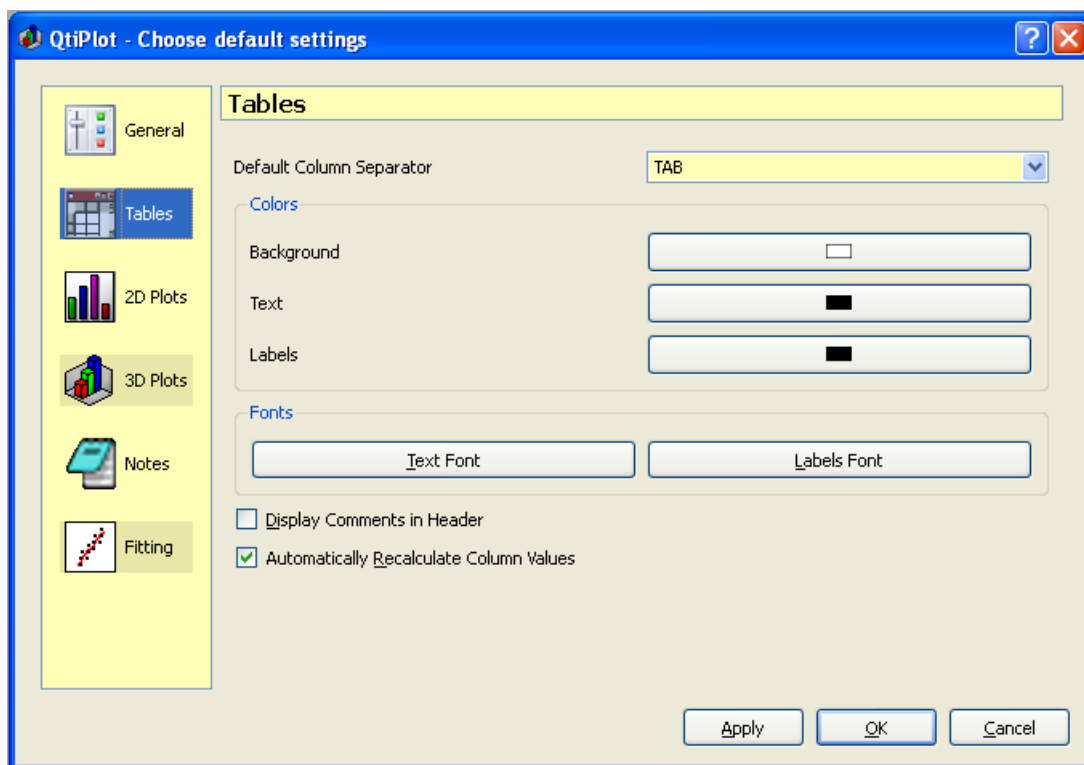 QtiPlot - Choose default settings
General
Tables
2D Plots
3D Plots
Notes
Fitting
Tables
Default Column Separator TAB
Colors
Background
Text
Labels
Fonts
Text Font Labels Font
Display Comments in Header
Automatically Recalculate Column Values
Apply OK Cancel